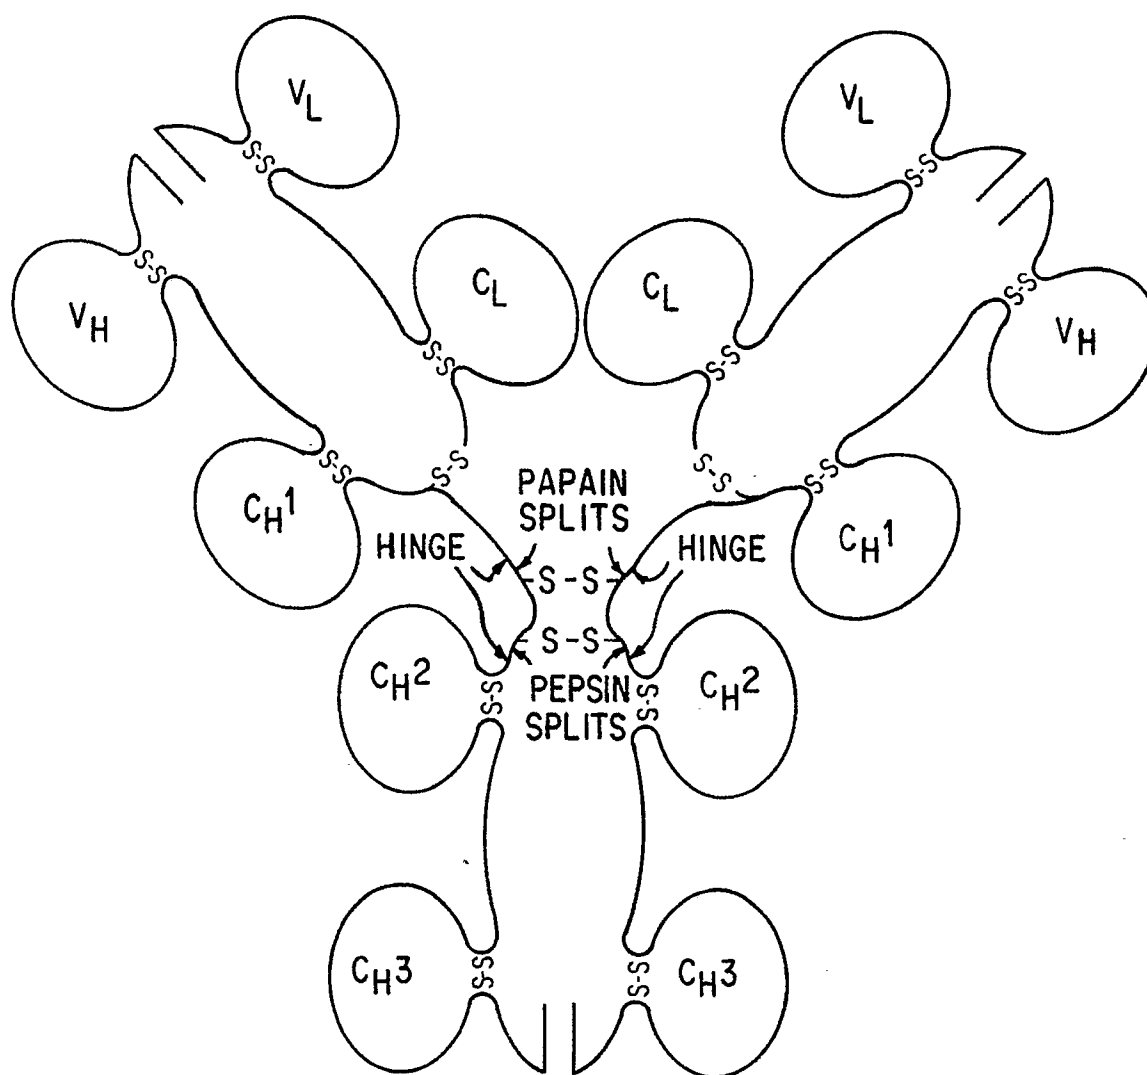 VL
VL
S-S
S-S
VH
S-S
CL
CL
S-S
VH
S-S
S-S
CH1
S-S
S-S
PAPAIN
SPLITS
S-S
S-S
CH1
HINGE
HINGE
S-S
S-S
CH2
S-S
PEPSIN
SPLITS
S-S
CH2
CH3
S-S
S-S
CH3